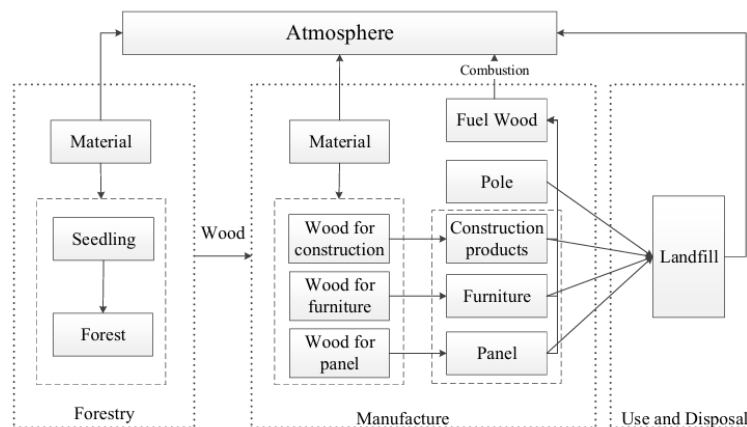 Atmosphere
Combustion
Material
Material
Fuel Wood
Pole
Seedling
Wood
Wood for
construction
Construction
products
Landfill
Wood for
furniture
Furniture
Forest
Wood for
panel
Panel
Forestry
Manufacture
Use and Disposal